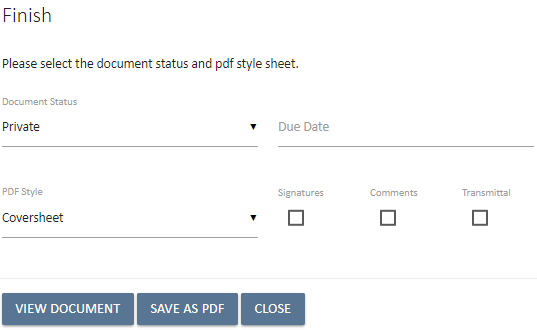 Finish
Please select the document status and pdf style sheet.
Document Status
Private
Due Date
PDF Style
Signatures Comments Transmittal
Coversheet
VIEW DOCUMENT SAVE AS PDF CLOSE